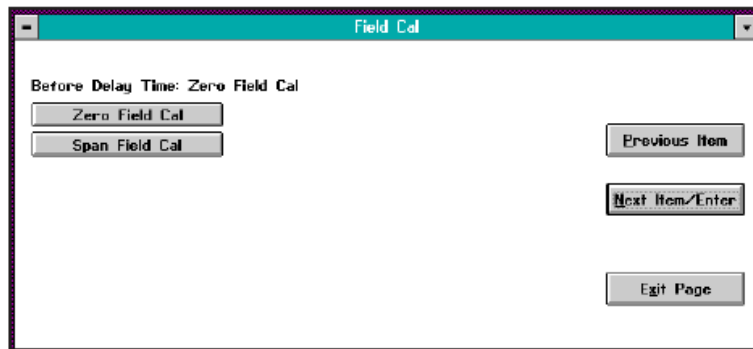 Field Cal
Before Delay Time: Zero Field Cal
Zero Field Cal
Span Field Cal
Previous Item
Next Item/Enter
Exit Page